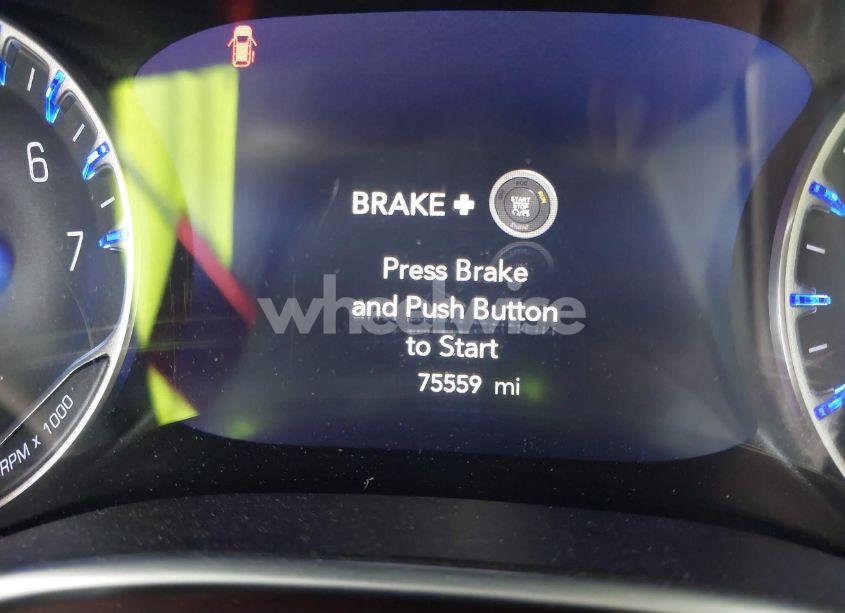 6
7
RPM x 1000
BRAKE +
START
STOP
Press Brake
and Push Button
to Start
75559 mi
wheelwise